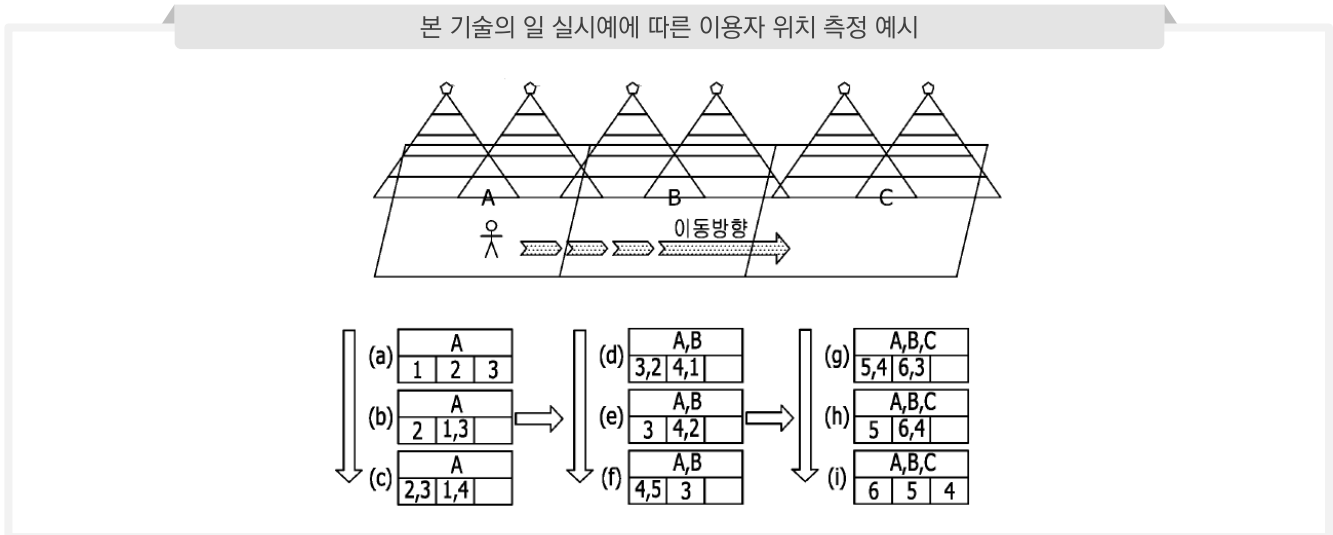 본 기술의 일 실시예에 따른 이용자 위치 측정 예시
A B C
이동방향
(a) A
1 2 3
(b) A
2 1,3
(c) A
2,3 1,4
(d) A,B
3,2 4,1
(e) A,B
3 4,2
(f) A,B
4,5 3
(g) A,B,C
5,4 6,3
(h) A,B,C
5 6,4
(i) A,B,C
6 5 4